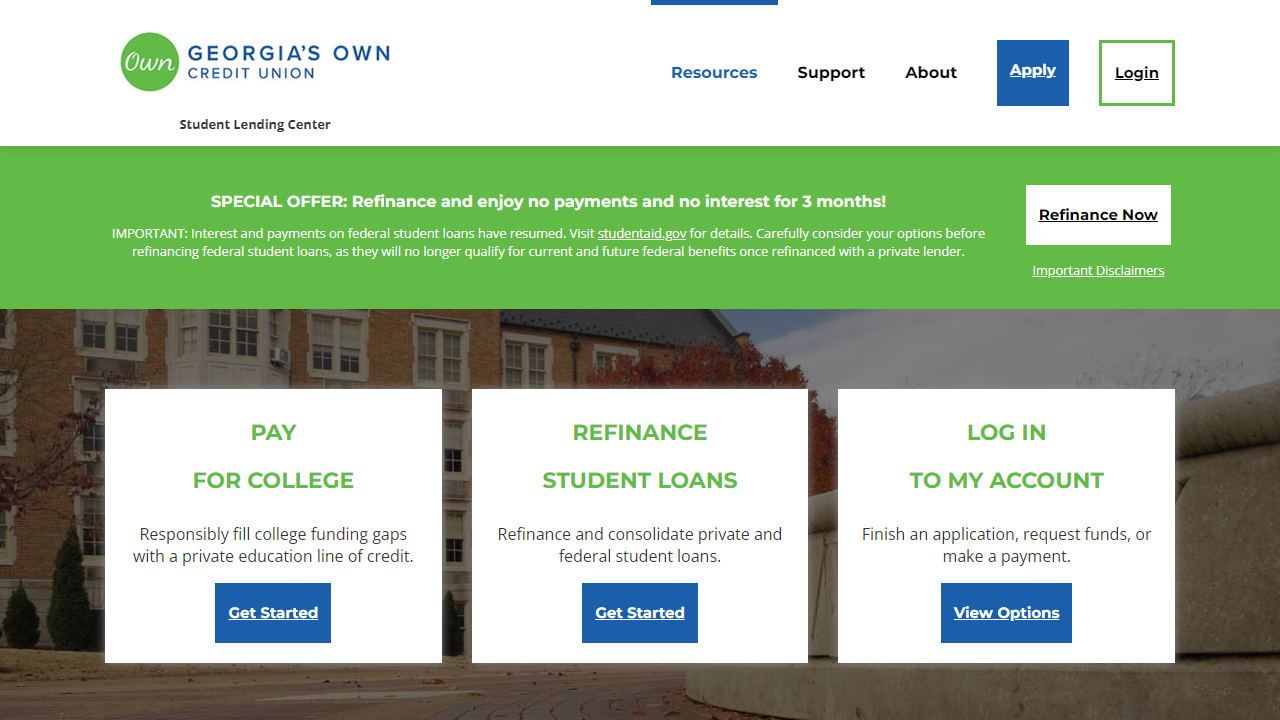 Own GEORGIA'S OWN
CREDIT UNION
Student Lending Center
Resources
Support
About
Apply
Login
SPECIAL OFFER: Refinance and enjoy no payments and no interest for 3 months!
IMPORTANT: Interest and payments on federal student loans have resumed. Visit studentaid.gov for details. Carefully consider your options before
refinancing federal student loans, as they will no longer qualify for current and future federal benefits once refinanced with a private lender.
Refinance Now
Important Disclaimers
PAY
FOR COLLEGE
Responsibly fill college funding gaps
with a private education line of credit.
Get Started
REFINANCE
STUDENT LOANS
Refinance and consolidate private and
federal student loans.
Get Started
LOG IN
TO MY ACCOUNT
Finish an application, request funds, or
make a payment.
View Options